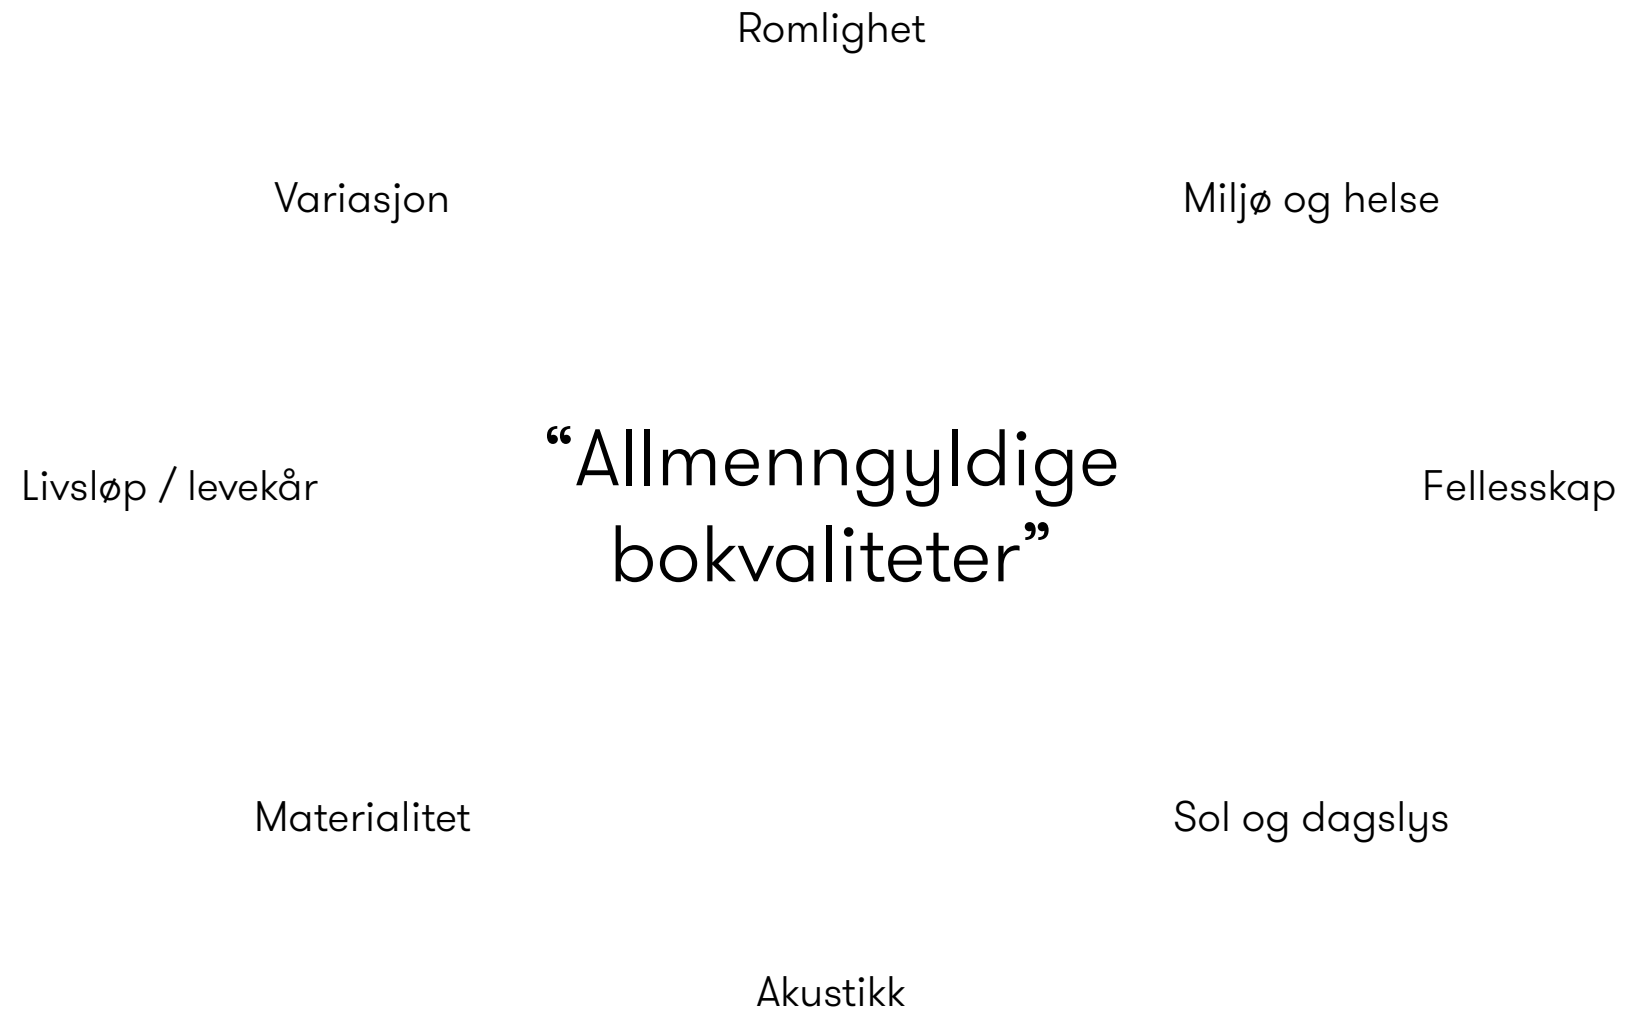 Romlighet
Variasjon
Miljø og helse
“Allmenngyldige
bokvaliteter”
Livsløp / levekår
Fellesskap
Materialitet
Sol og dagslys
Akustikk